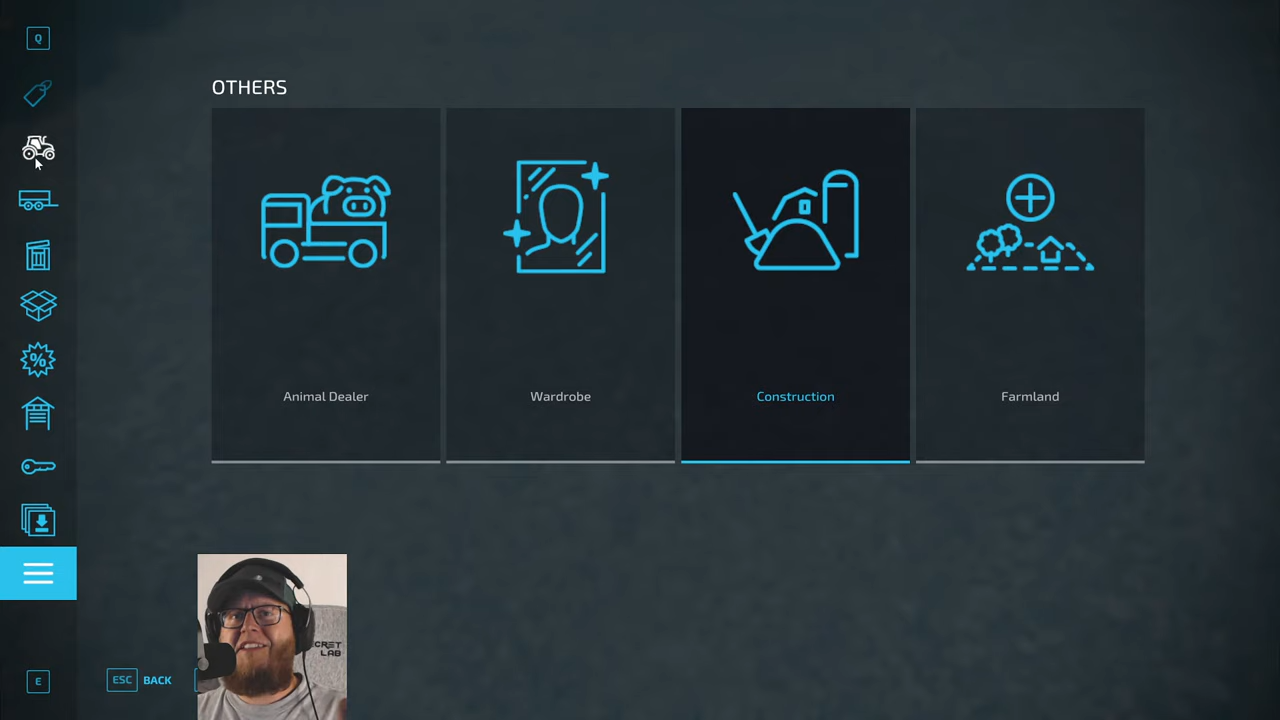 Q
OTHERS
%
Animal Dealer
Wardrobe
Construction
Farmland
CRET
LAB
E
ESC BACK